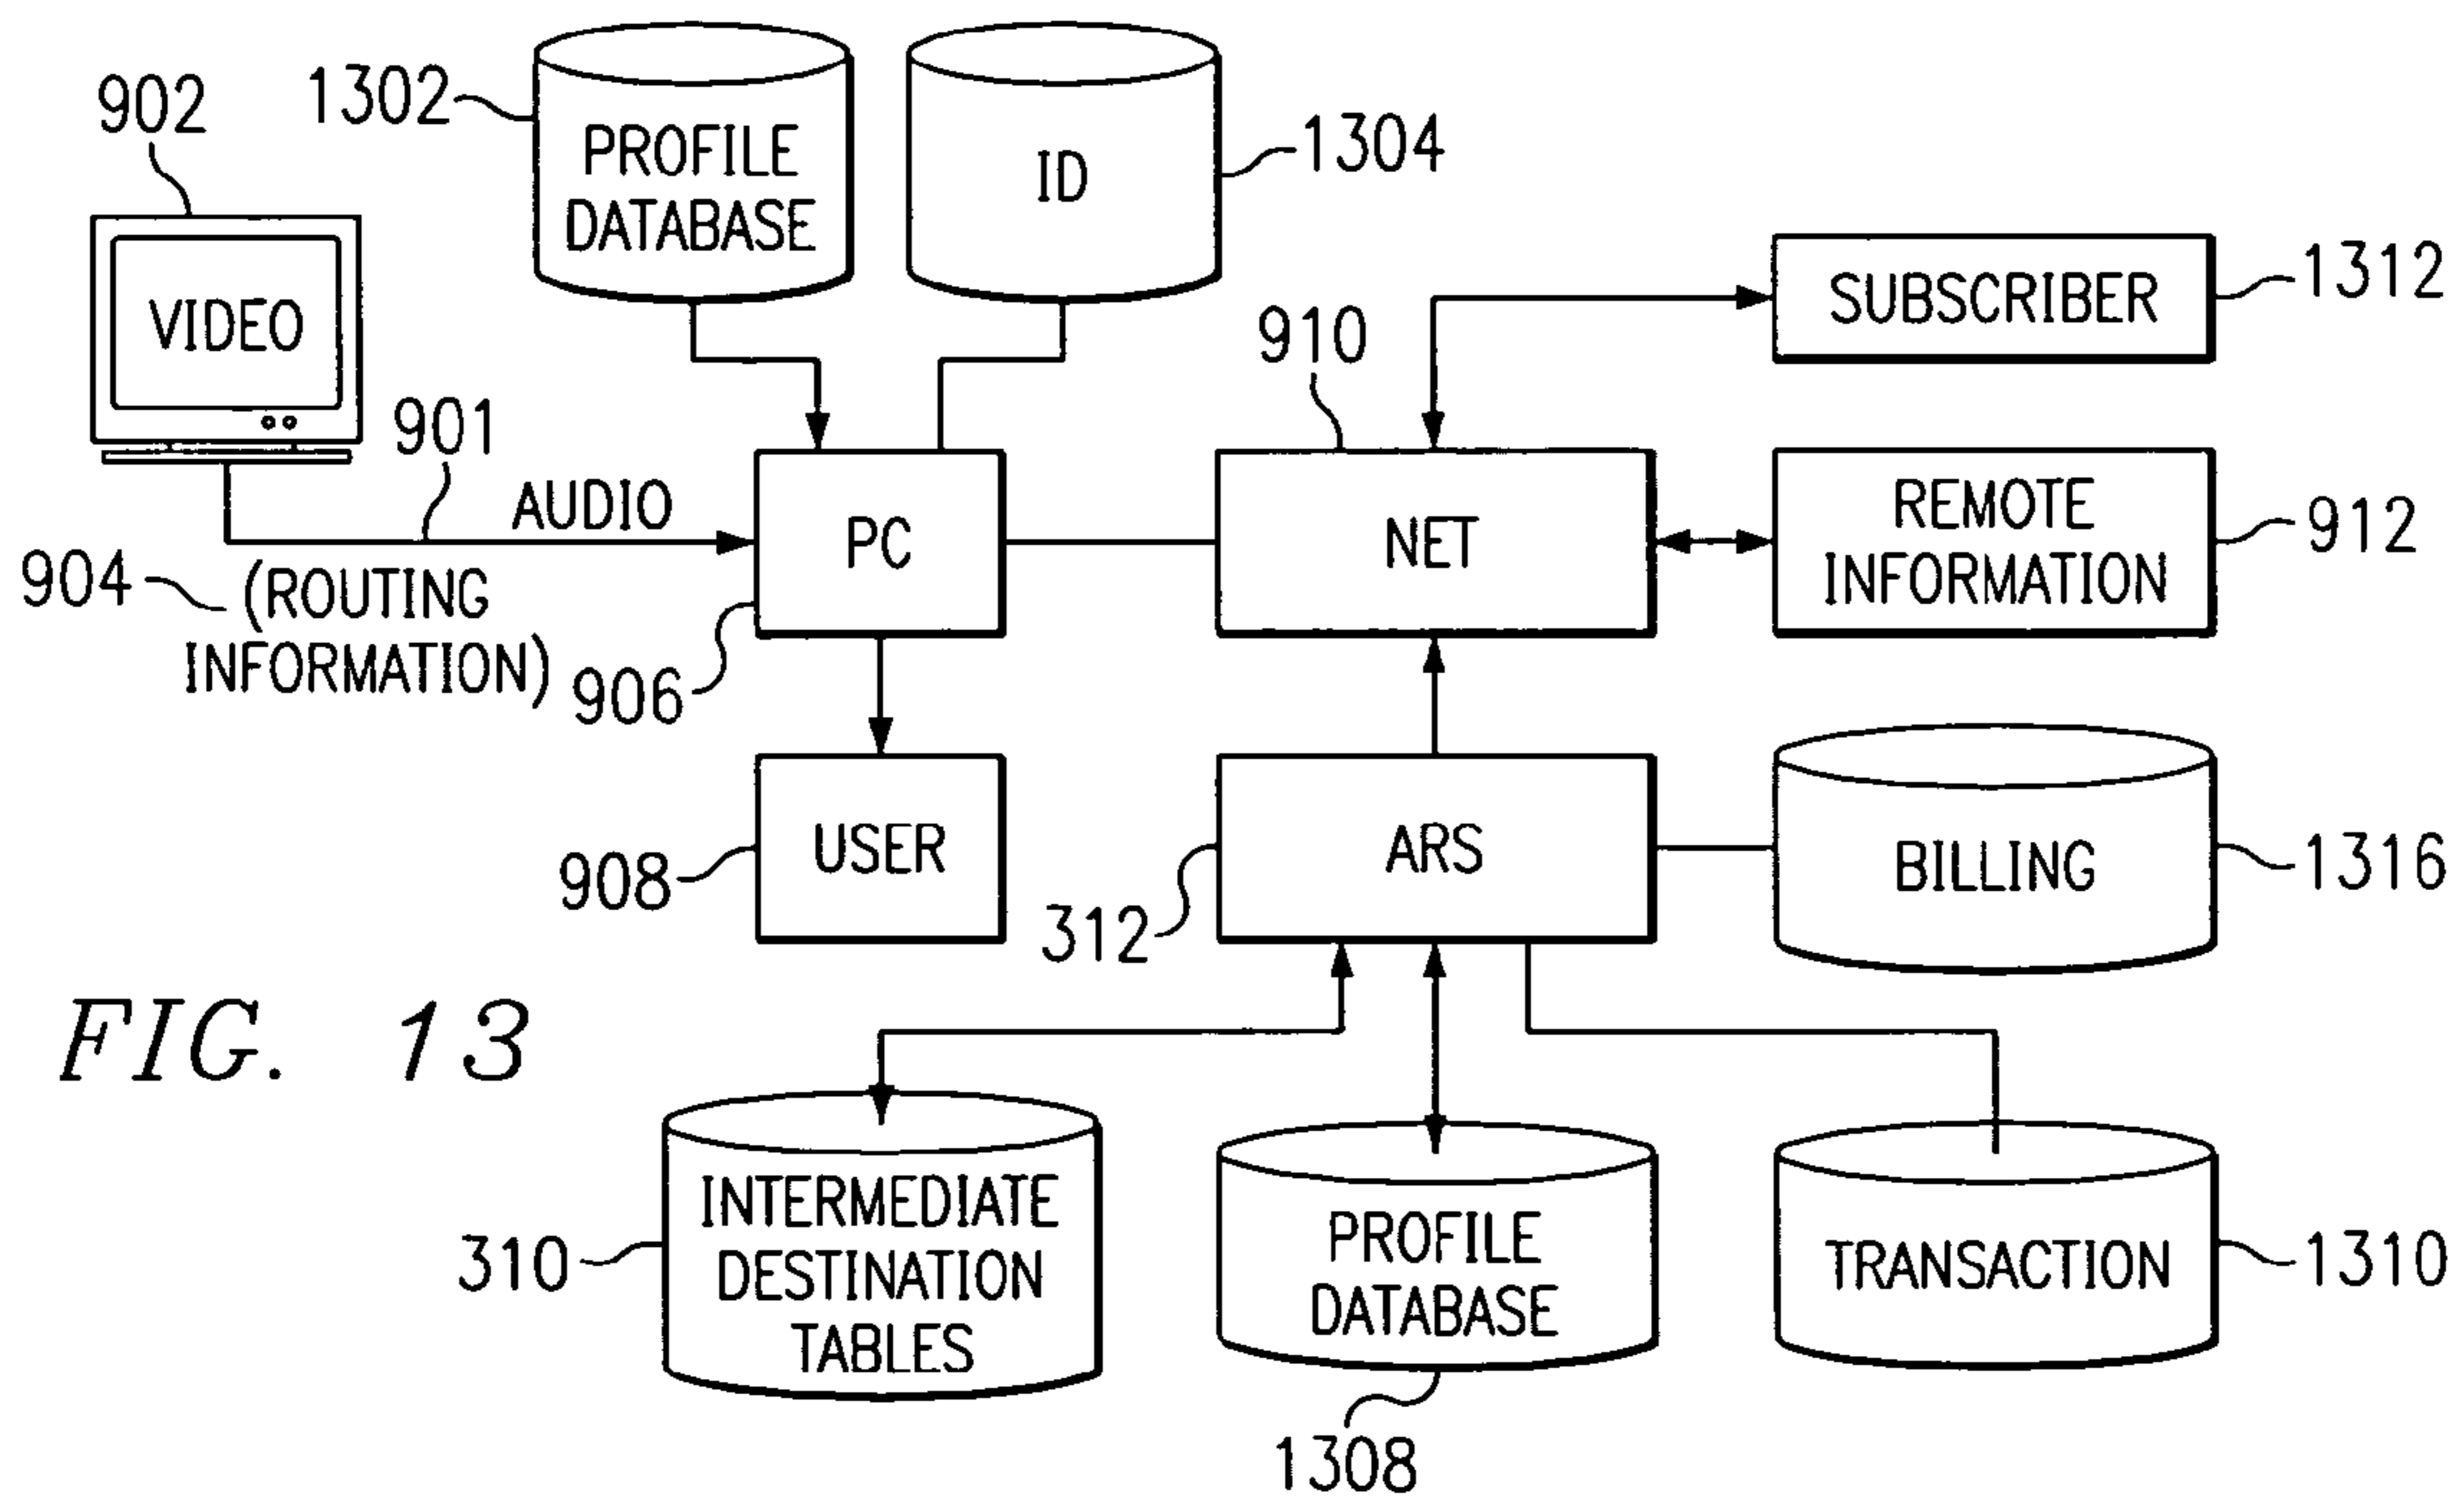 1302
902
PROFILE
DATABASE
ID
1304
VIDEO
SUBSCRIBER
1312
910
901
AUDIO
PC
NET
REMOTE
INFORMATION
912
904
(ROUTING
INFORMATION)
906
USER
908
ARS
312
BILLING
1316
FIG. 13
INTERMEDIATE
DESTINATION
TABLES
310
PROFILE
DATABASE
1308
TRANSACTION
1310